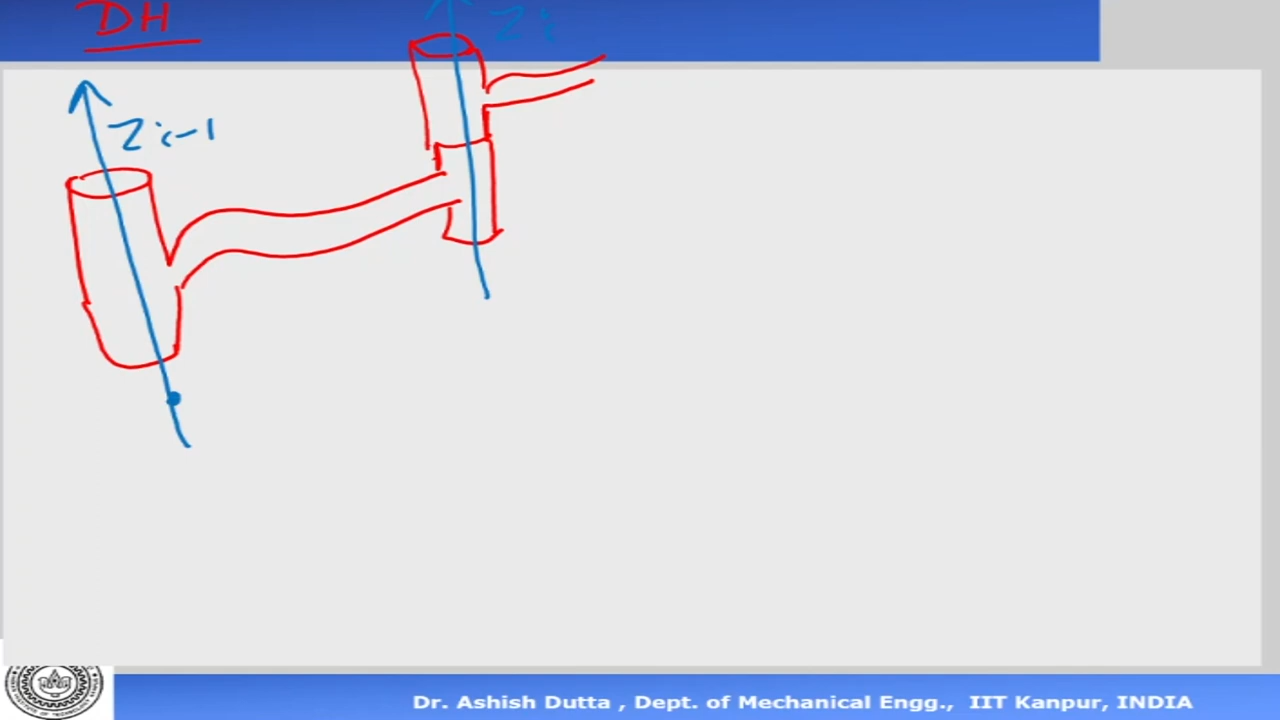 DH
Zi
Zi-1
Dr. Ashish Dutta , Dept. of Mechanical Engg., IIT Kanpur, INDIA